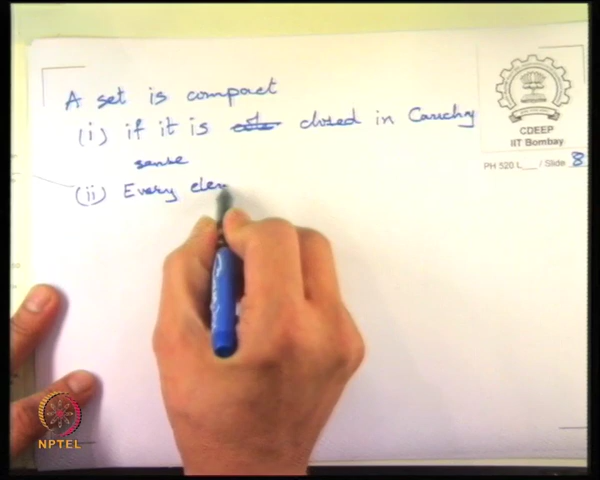 A set is compact
(i) if it is closed in Cauchy
sense
(ii) Every elem
CDEEP
IIT Bombay
PH 520 L___/ Slide 8
NPTEL